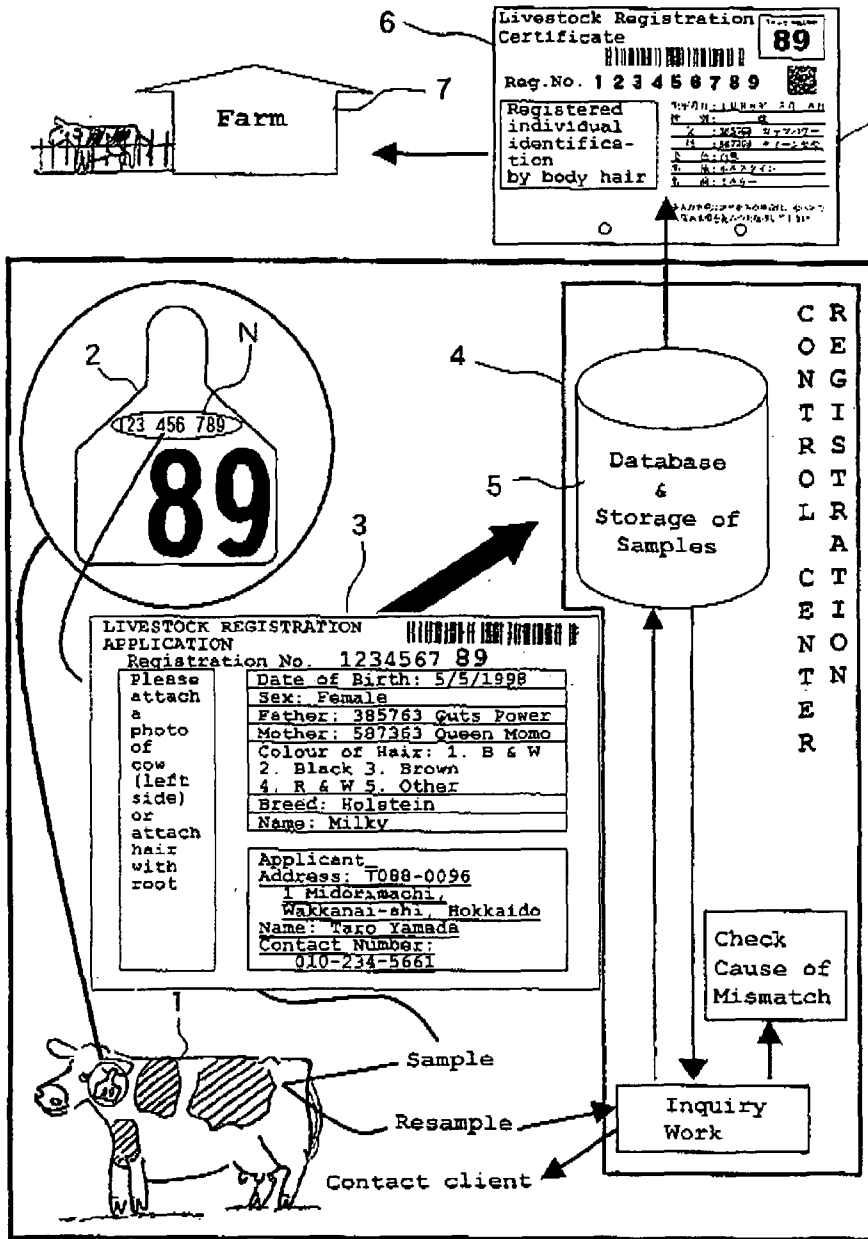 6
Livestock Registration
Certificate
89
Reg.No. 1 2 3 4 5 6 7 8 9
Registered
individual
identifica-
tion
by body hair
Farm
7
2
N
123 456 789
89
4
REGISTRATION
CONTROL CENTER
5
Database
&
Storage of
Samples
3
LIVESTOCK REGISTRATION
APPLICATION
Registration No. 1234567 89
Please
attach
a
photo
of
cow
(left
side)
or
attach
hair
with
root
Date of Birth: 5/5/1998
Sex: Female
Father: 385763 Guts Power
Mother: 587363 Queen Momo
Colour of Hair: 1. B & W
2. Black 3. Brown
4. R & W 5. Other
Breed: Holstein
Name: Milky
Applicant
Address: T088-0096
1 Midorimachi,
Wakkanai-shi, Hokkaido
Name: Taro Yamada
Contact Number:
010-234-5661
Check
Cause of
Mismatch
1
Sample
Resample
Inquiry
Work
Contact client